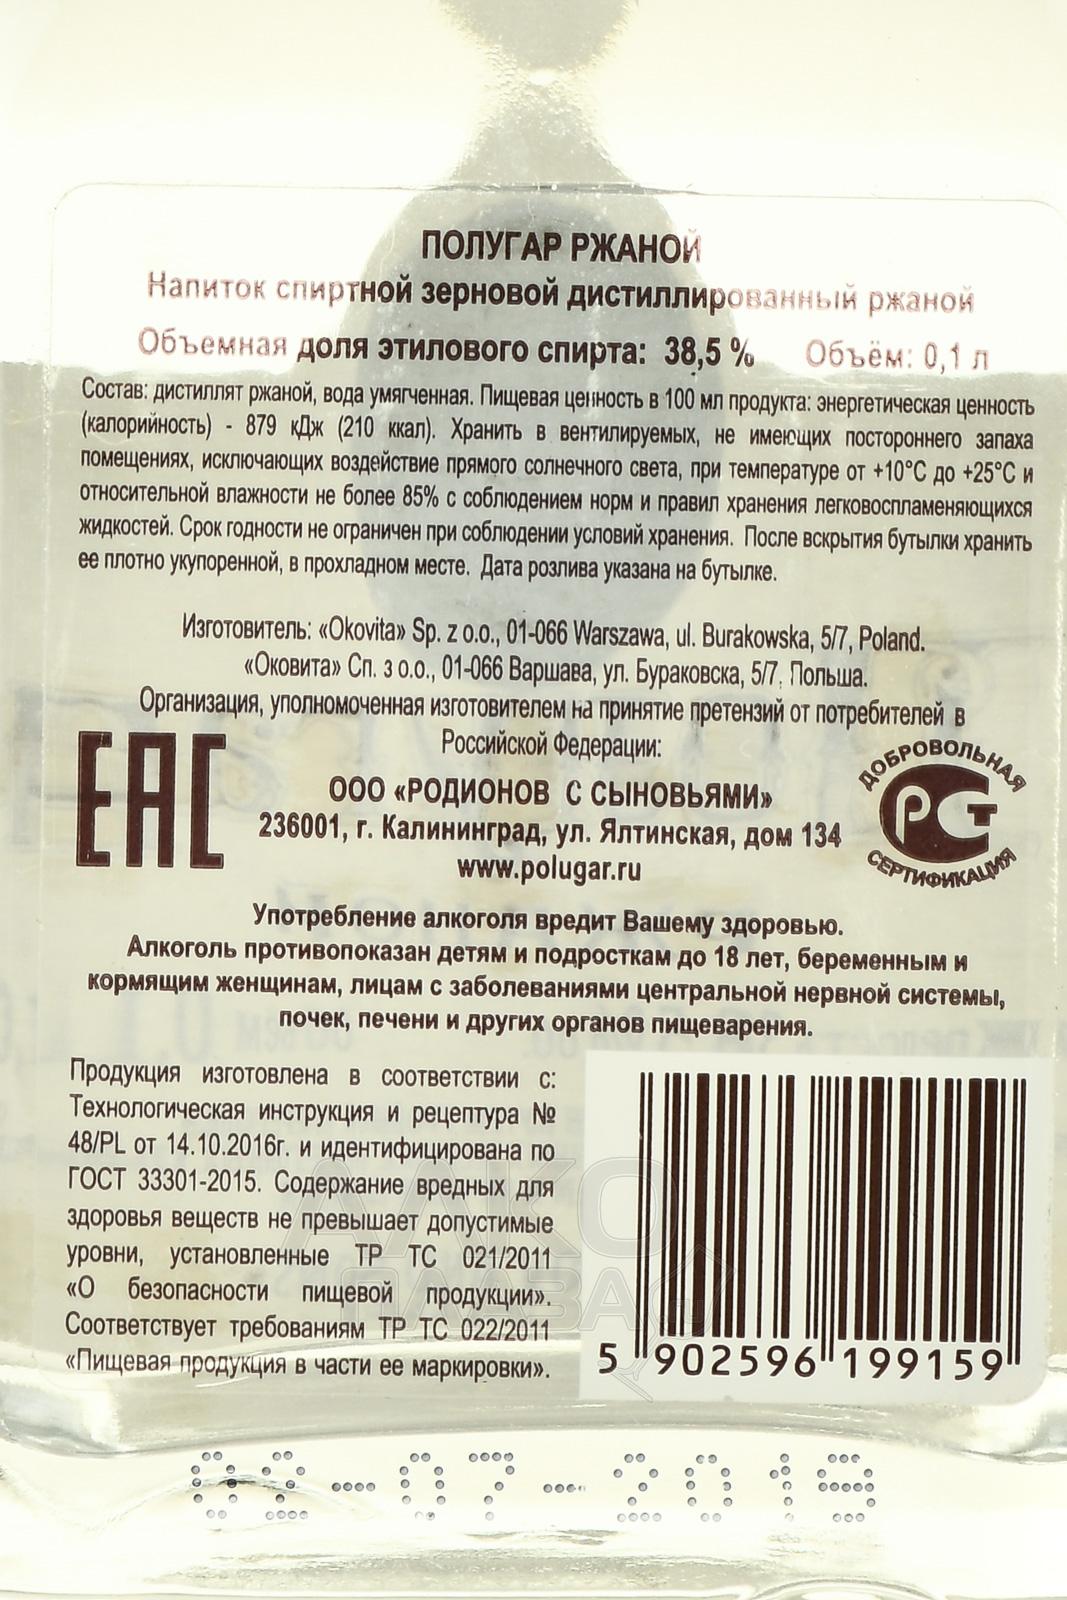 ПОЛУГАР РЖАНОЙ
Напиток спиртной зерновой дистиллированный ржаной
Объемная доля этилового спирта: 38,5 % Объём: 0,1 л
Состав: дистиллят ржаной, вода умягченная. Пищевая ценность в 100 мл продукта: энергетическая ценность
(калорийность) - 879 кДж (210 ккал). Хранить в вентилируемых, не имеющих постороннего запаха
помещениях, исключающих воздействие прямого солнечного света, при температуре от +10°С до +25°С и
относительной влажности не более 85% с соблюдением норм и правил хранения легковоспламеняющихся
жидкостей. Срок годности не ограничен при соблюдении условий хранения. После вскрытия бутылки хранить
ее плотно укупоренной, в прохладном месте. Дата розлива указана на бутылке.
Изготовитель: «Okovita» Sp. z o.o., 01-066 Warszawa, ul. Burakowska, 5/7, Poland.
«Оковита» Сп. з о.о., 01-066 Варшава, ул. Бураковска, 5/7, Польша.
Организация, уполномоченная изготовителем на принятие претензий от потребителей в
Российской Федерации:
ООО «РОДИОНОВ С СЫНОВЬЯМИ»
236001, г. Калининград, ул. Ялтинская, дом 134
www.polugar.ru
ЕАС
ДОБРОВОЛЬНАЯ
РСТ
СЕРТИФИКАЦИЯ
Употребление алкоголя вредит Вашему здоровью.
Алкоголь противопоказан детям и подросткам до 18 лет, беременным и
кормящим женщинам, лицам с заболеваниями центральной нервной системы,
почек, печени и других органов пищеварения.
Продукция изготовлена в соответствии с:
Технологическая инструкция и рецептура №
48/PL от 14.10.2016г. и идентифицирована по
ГОСТ 33301-2015. Содержание вредных для
здоровья веществ не превышает допустимые
уровни, установленные ТР ТС 021/2011
«О безопасности пищевой продукции».
Соответствует требованиям ТР ТС 022/2011
«Пищевая продукция в части ее маркировки».
5 902596 199159
АЛКО
ПЛАЗА
02-07-2019